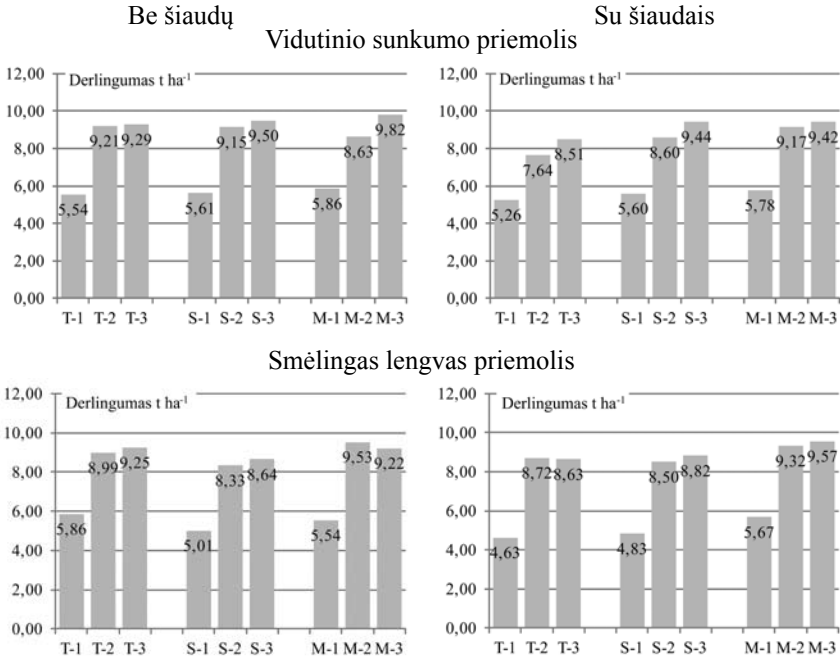 Be šiaudų Su šiaudais
Vidutinio sunkumo priemolis
Derlingumas t ha⁻¹
12,00
10,00
8,00
6,00
4,00
2,00
0,00
5,54 9,21 9,29 5,61 9,15 9,50 5,86 8,63 9,82
T-1 T-2 T-3 S-1 S-2 S-3 M-1 M-2 M-3
Derlingumas t ha⁻¹
12,00
10,00
8,00
6,00
4,00
2,00
0,00
5,26 7,64 8,51 5,60 8,60 9,44 5,78 9,17 9,42
T-1 T-2 T-3 S-1 S-2 S-3 M-1 M-2 M-3
Smėlingas lengvas priemolis
Derlingumas t ha⁻¹
12,00
10,00
8,00
6,00
4,00
2,00
0,00
5,86 8,99 9,25 5,01 8,33 8,64 5,54 9,53 9,22
T-1 T-2 T-3 S-1 S-2 S-3 M-1 M-2 M-3
Derlingumas t ha⁻¹
12,00
10,00
8,00
6,00
4,00
2,00
0,00
4,63 8,72 8,63 4,83 8,50 8,82 5,67 9,32 9,57
T-1 T-2 T-3 S-1 S-2 S-3 M-1 M-2 M-3